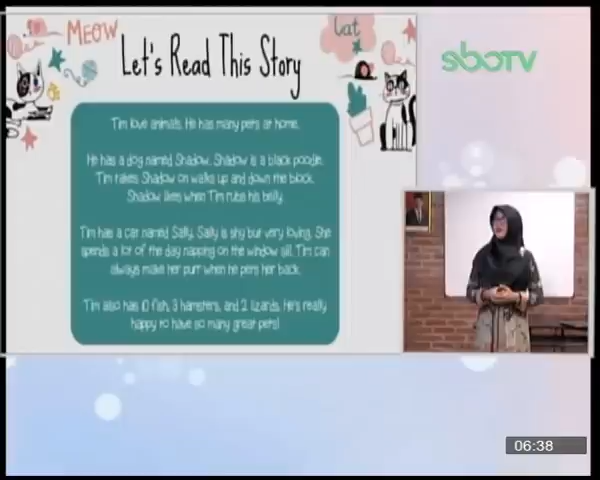 MEOW
Cat
sboTV
Let's Read This Story
Tim love animals. He has many pets at home.
He has a dog named Shadow. Shadow is a black poodle.
Tim takes Shadow on walks up and down the block.
Shadow likes when Tim rubs his belly.
Tim has a cat named Sally. Sally is shy but very loving. She
spends a lot of the day napping on the window sill. Tim can
always make her purr when he pets her back.
Tim also has 10 fish, 3 hamsters, and 2 lizards. He's really
happy to have so many great pets!
06:38